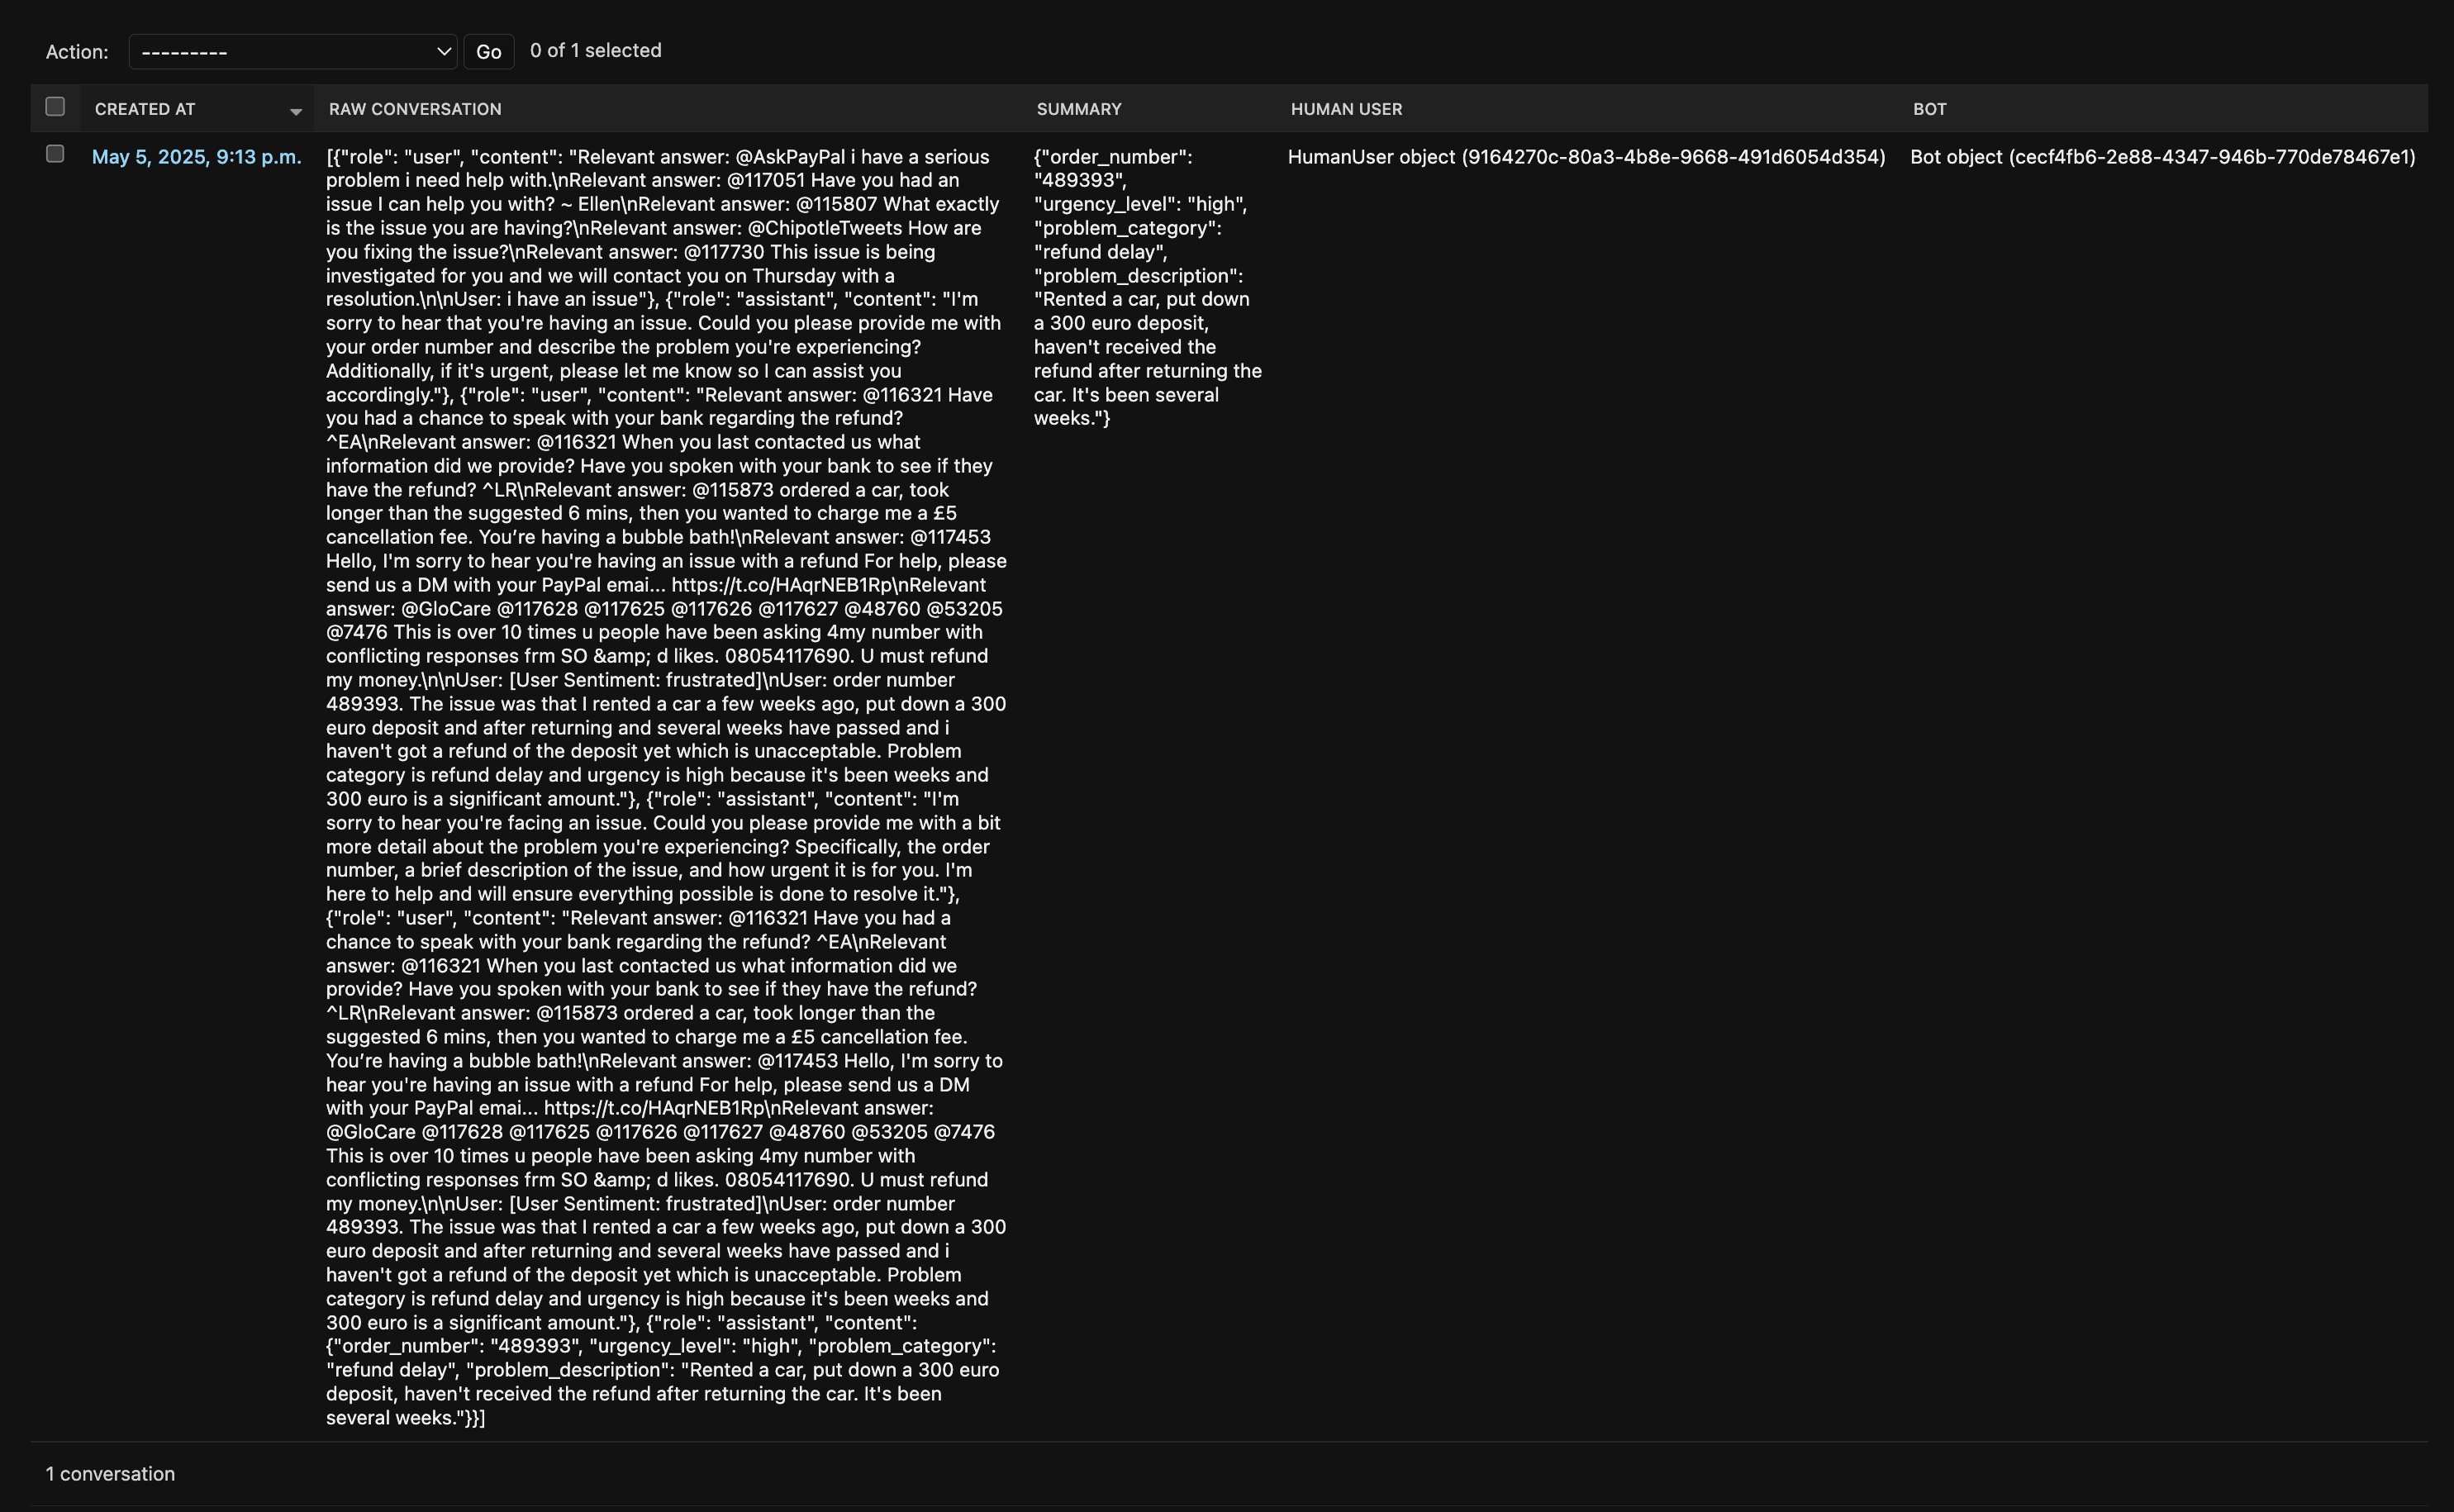 Action: --------- Go 0 of 1 selected
CREATED AT RAW CONVERSATION SUMMARY HUMAN USER BOT
May 5, 2025, 9:13 p.m.
[{"role": "user", "content": "Relevant answer: @AskPayPal i have a serious
problem i need help with.\nRelevant answer: @117051 Have you had an
issue I can help you with? ~ Ellen\nRelevant answer: @115807 What exactly
is the issue you are having?\nRelevant answer: @ChipotleTweets How are
you fixing the issue?\nRelevant answer: @117730 This issue is being
investigated for you and we will contact you on Thursday with a
resolution.\n\nUser: i have an issue"}, {"role": "assistant", "content": "I'm
sorry to hear that you're having an issue. Could you please provide me with
your order number and describe the problem you're experiencing?
Additionally, if it's urgent, please let me know so I can assist you
accordingly."}, {"role": "user", "content": "Relevant answer: @116321 Have
you had a chance to speak with your bank regarding the refund?
^EA\nRelevant answer: @116321 When you last contacted us what
information did we provide? Have you spoken with your bank to see if they
have the refund? ^LR\nRelevant answer: @115873 ordered a car, took
longer than the suggested 6 mins, then you wanted to charge me a £5
cancellation fee. You’re having a bubble bath!\nRelevant answer: @117453
Hello, I'm sorry to hear you're having an issue with a refund For help, please
send us a DM with your PayPal emai... https://t.co/HAqrNEB1Rp\nRelevant
answer: @GloCare @117628 @117625 @117626 @117627 @48760 @53205
@7476 This is over 10 times u people have been asking 4my number with
conflicting responses frm SO &amp; d likes. 08054117690. U must refund
my money.\n\nUser: [User Sentiment: frustrated]\nUser: order number
489393. The issue was that I rented a car a few weeks ago, put down a 300
euro deposit and after returning and several weeks have passed and i
haven't got a refund of the deposit yet which is unacceptable. Problem
category is refund delay and urgency is high because it's been weeks and
300 euro is a significant amount."}, {"role": "assistant", "content": "I'm
sorry to hear you're facing an issue. Could you please provide me with a bit
more detail about the problem you're experiencing? Specifically, the order
number, a brief description of the issue, and how urgent it is for you. I'm
here to help and will ensure everything possible is done to resolve it."},
{"role": "user", "content": "Relevant answer: @116321 Have you had a
chance to speak with your bank regarding the refund? ^EA\nRelevant
answer: @116321 When you last contacted us what information did we
provide? Have you spoken with your bank to see if they have the refund?
^LR\nRelevant answer: @115873 ordered a car, took longer than the
suggested 6 mins, then you wanted to charge me a £5 cancellation fee.
You’re having a bubble bath!\nRelevant answer: @117453 Hello, I'm sorry to
hear you're having an issue with a refund For help, please send us a DM
with your PayPal emai... https://t.co/HAqrNEB1Rp\nRelevant answer:
@GloCare @117628 @117625 @117626 @117627 @48760 @53205 @7476
This is over 10 times u people have been asking 4my number with
conflicting responses frm SO &amp; d likes. 08054117690. U must refund
my money.\n\nUser: [User Sentiment: frustrated]\nUser: order number
489393. The issue was that I rented a car a few weeks ago, put down a 300
euro deposit and after returning and several weeks have passed and i
haven't got a refund of the deposit yet which is unacceptable. Problem
category is refund delay and urgency is high because it's been weeks and
300 euro is a significant amount."}, {"role": "assistant", "content":
{"order_number": "489393", "urgency_level": "high", "problem_category":
"refund delay", "problem_description": "Rented a car, put down a 300 euro
deposit, haven't received the refund after returning the car. It's been
several weeks."}}]
{"order_number":
"489393",
"urgency_level": "high",
"problem_category":
"refund delay",
"problem_description":
"Rented a car, put down
a 300 euro deposit,
haven't received the
refund after returning the
car. It's been several
weeks."}
HumanUser object (9164270c-80a3-4b8e-9668-491d6054d354)
Bot object (cecf4fb6-2e88-4347-946b-770de78467e1)
1 conversation